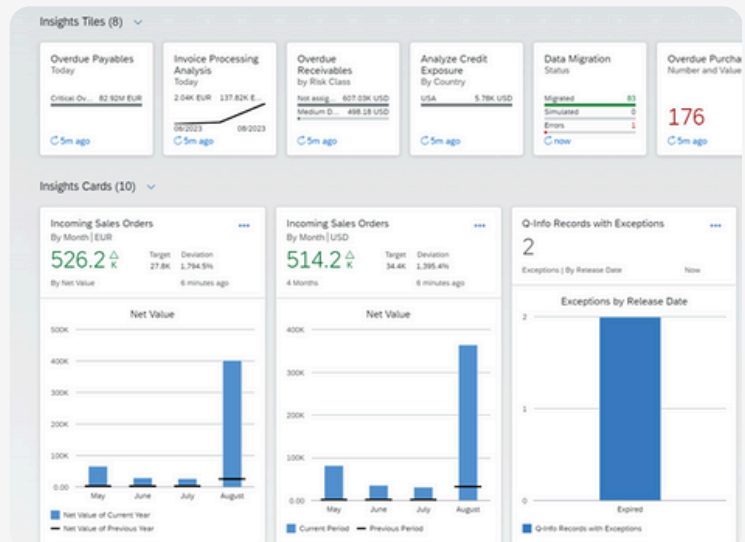 Insights Tiles (8)
Overdue Payables
Today
Critical Ov... 82.92M EUR
5m ago
Invoice Processing
Analysis
Today
2.04K EUR 137.82K E...
06/2023 08/2023
5m ago
Overdue
Receivables
by Risk Class
Not assig... 607.03K USD
Medium D... 498.18 USD
5m ago
Analyze Credit
Exposure
By Country
USA 5.78K USD
5m ago
Data Migration
Status
Migrated 83
Simulated 0
Errors 1
now
Overdue Purcha
Number and Value
176
5m ago
Insights Cards (10)
Incoming Sales Orders
By Month | EUR
526.2 K
Target Deviation
27.8K 1,794.5%
By Net Value 6 minutes ago
Net Value
500K
400K
300K
200K
100K
0.00
May June July August
Net Value of Current Year
Net Value of Previous Year
Incoming Sales Orders
By Month | USD
514.2 K
Target Deviation
34.4K 1,395.4%
4 Months 6 minutes ago
Net Value
400K
300K
200K
100K
0.00
May June July August
Current Period Previous Period
Q-Info Records with Exceptions
2
Exceptions | By Release Date Now
Exceptions by Release Date
2
1
0
Expired
Q-Info Records with Exceptions